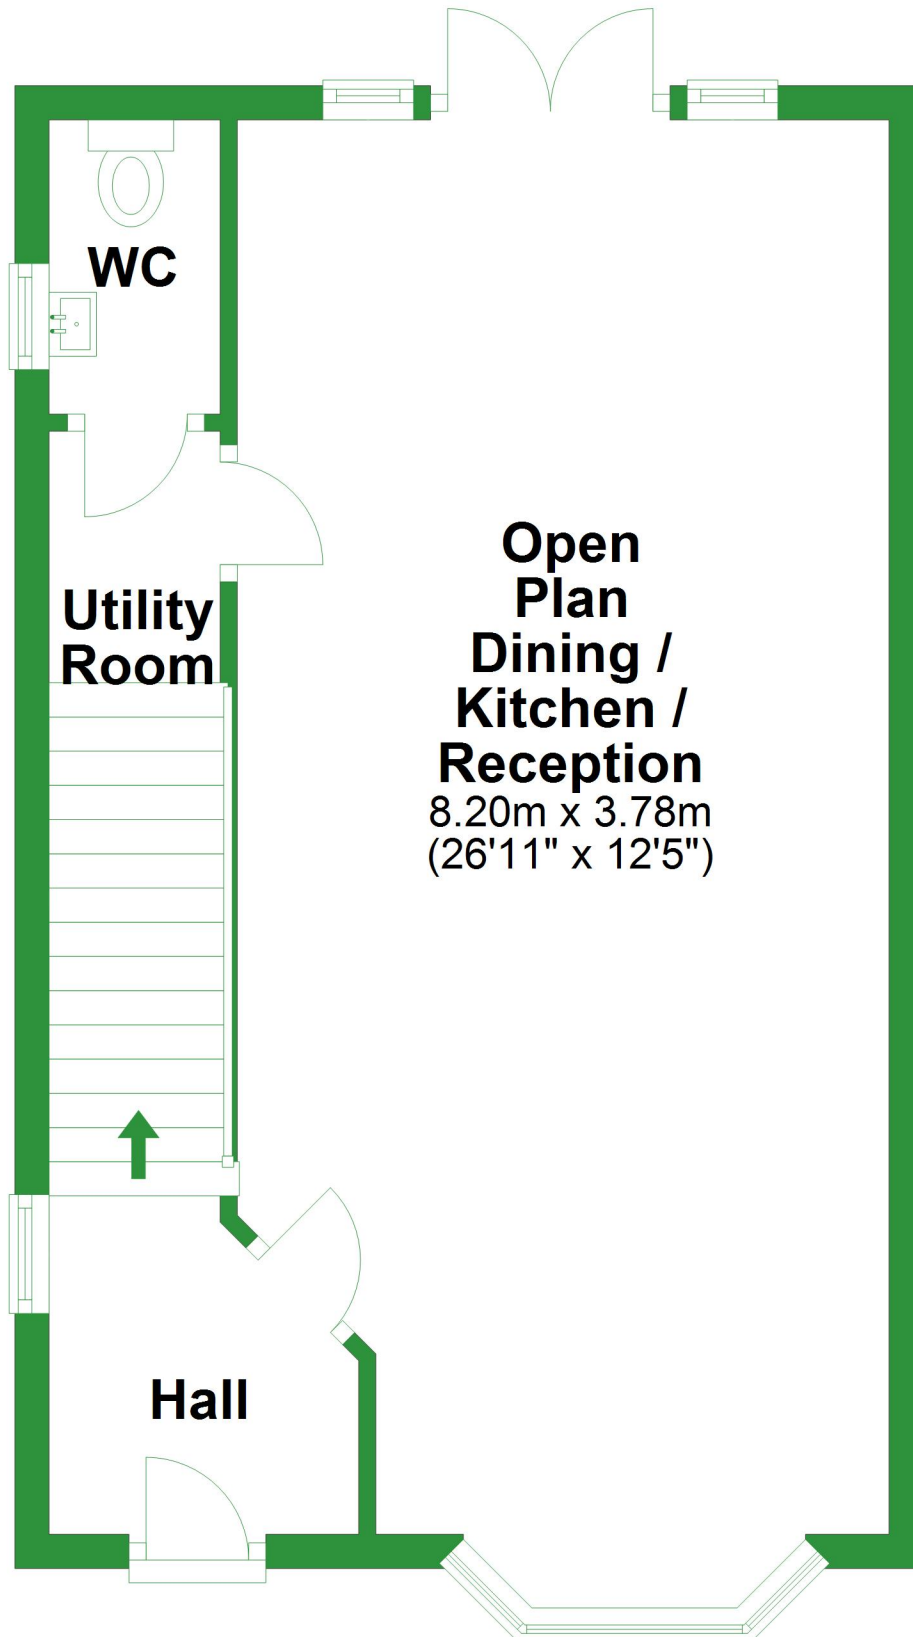 WC
Utility
Room
Open
Plan
Dining /
Kitchen /
Reception
8.20m x 3.78m
(26'11" x 12'5")
Hall